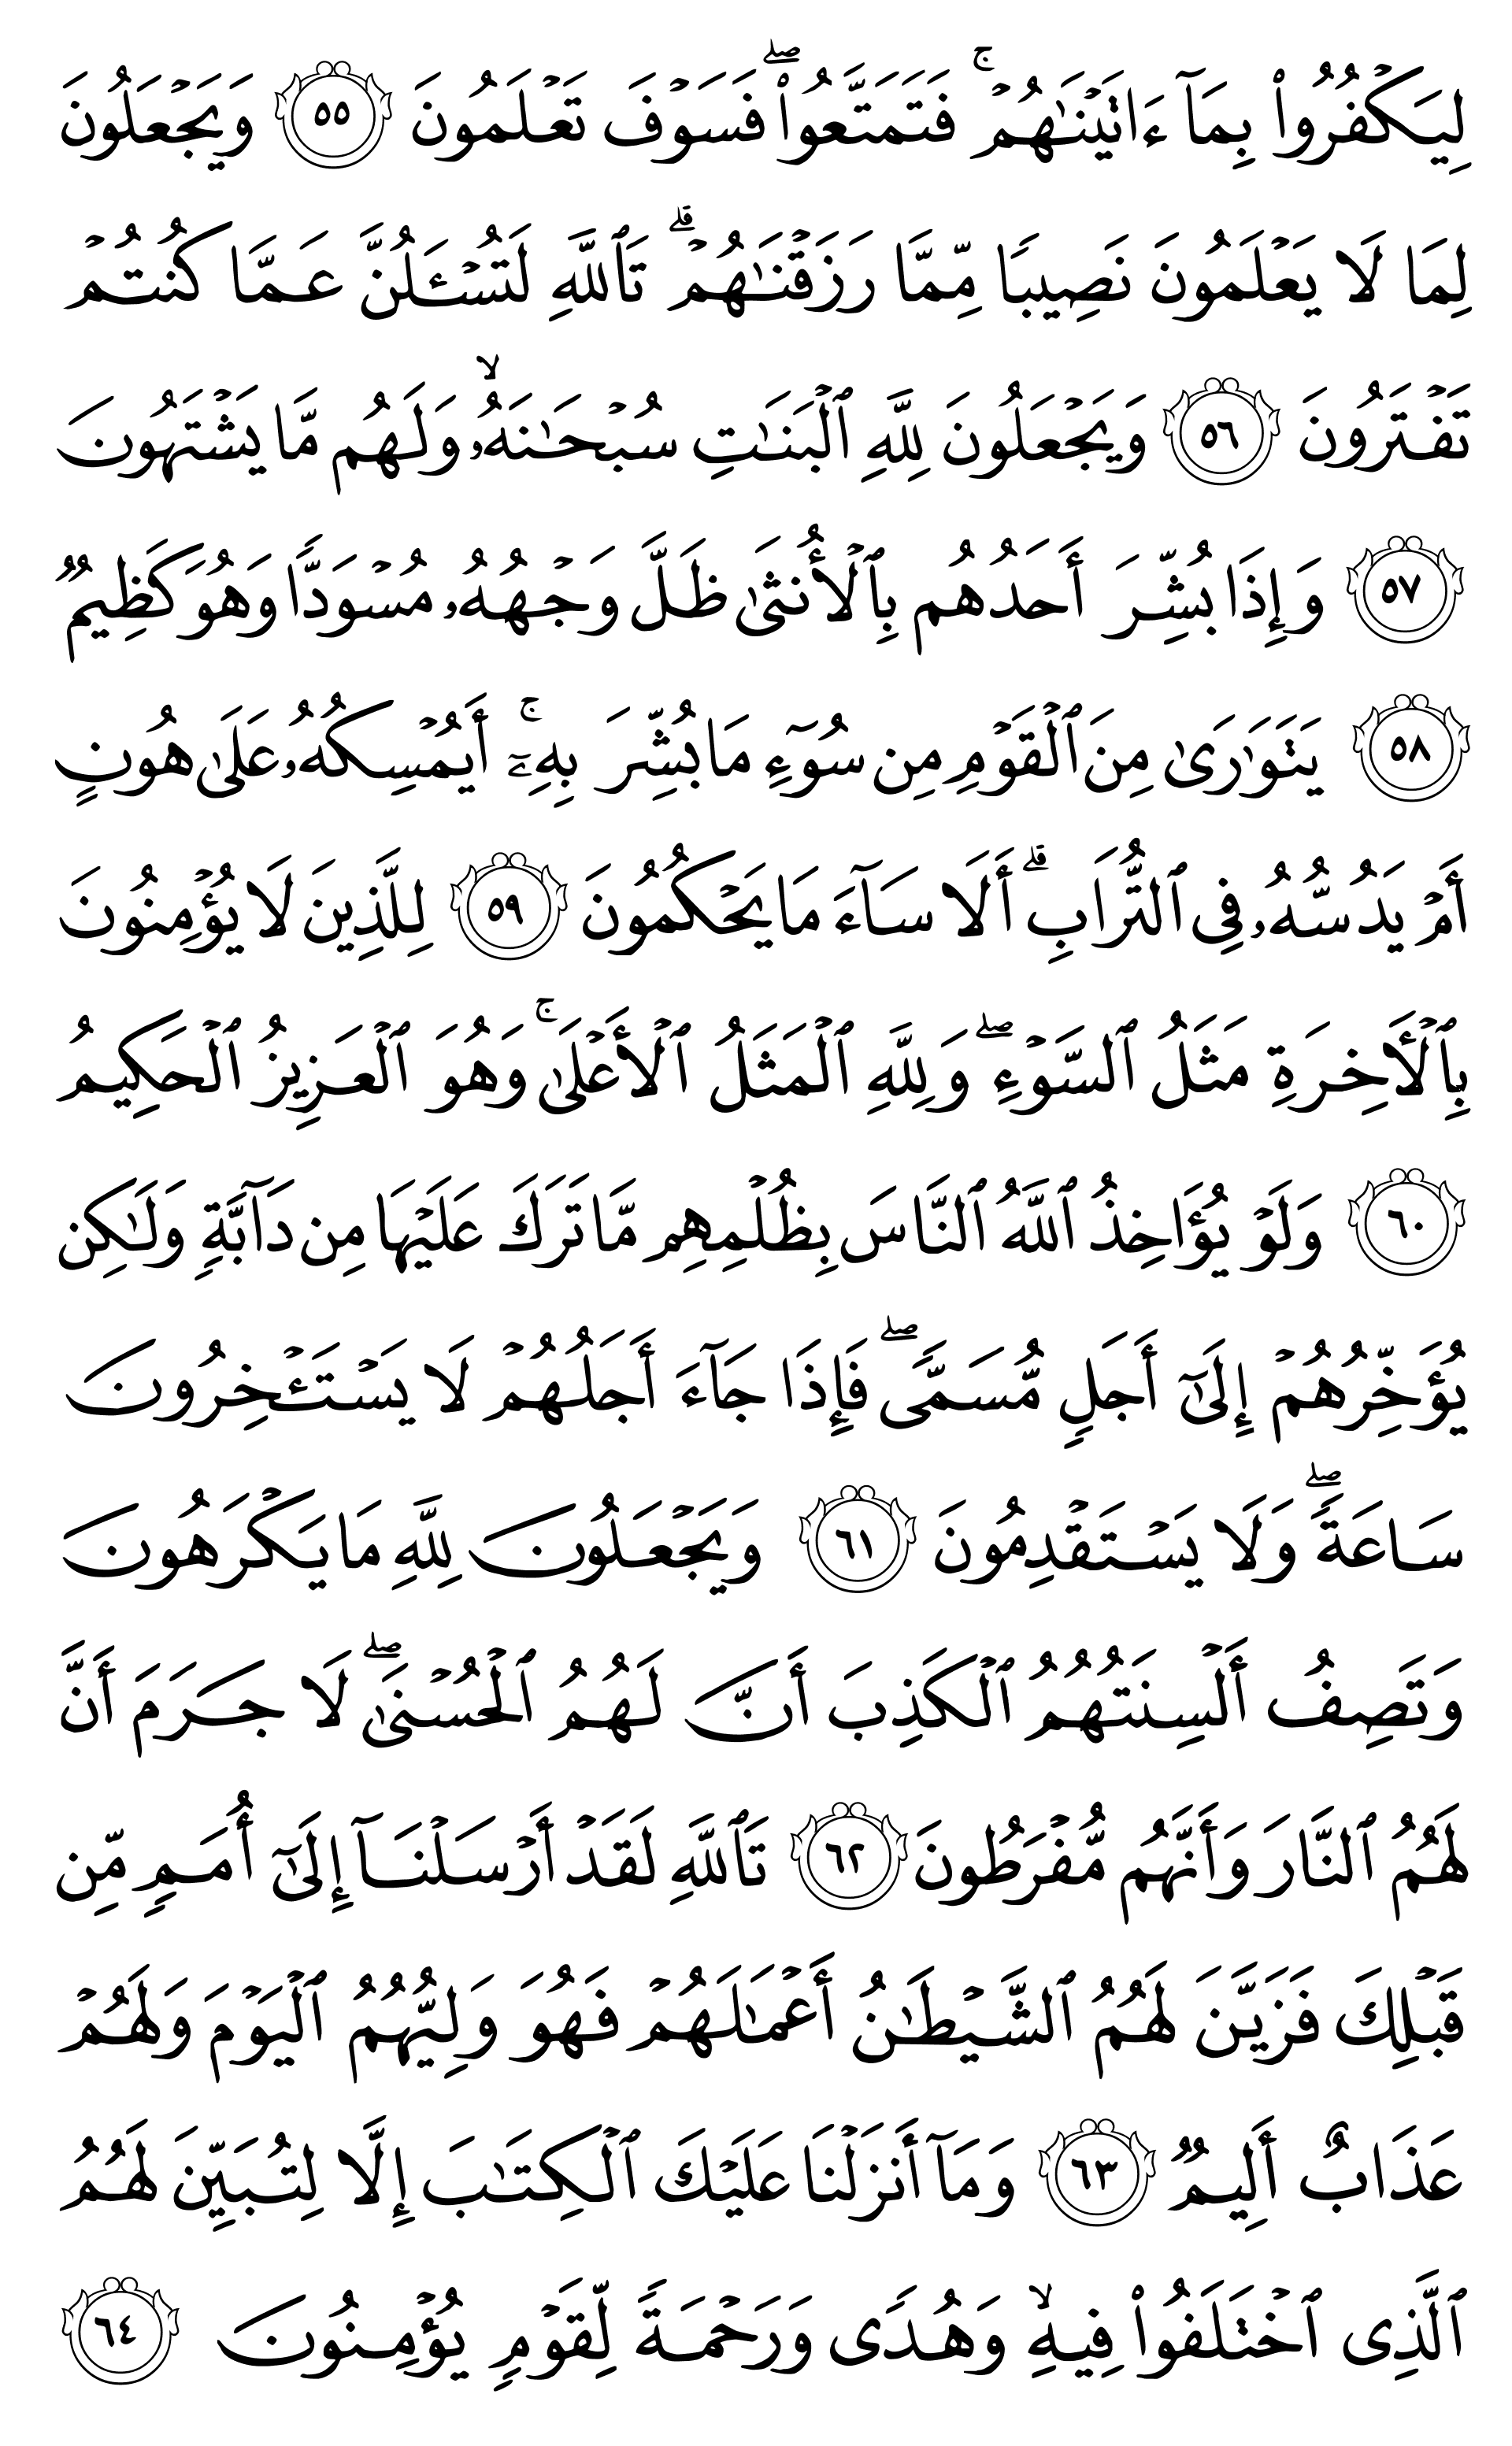 لِيَكۡفُرُواْ بِمَآ ءَاتَيۡنَٰهُمۡۚ فَتَمَتَّعُواْۖ فَسَوۡفَ تَعۡلَمُونَ ٥٥ وَيَجۡعَلُونَ
لِمَا لَا يَعۡلَمُونَ نَصِيبٗا مِّمَّا رَزَقۡنَٰهُمۡۗ تَٱللَّهِ لَتُسۡـَٔلُنَّ عَمَّا كُنتُمۡ
تَفۡتَرُونَ ٥٦ وَيَجۡعَلُونَ لِلَّهِ ٱلۡبَنَٰتِ سُبۡحَٰنَهُۥۙ وَلَهُم مَّا يَشۡتَهُونَ
٥٧ وَإِذَا بُشِّرَ أَحَدُهُم بِٱلۡأُنثَىٰ ظَلَّ وَجۡهُهُۥ مُسۡوَدّٗا وَهُوَ كَظِيمٞ
٥٨ يَتَوَٰرَىٰ مِنَ ٱلۡقَوۡمِ مِن سُوٓءِ مَا بُشِّرَ بِهِۦٓۚ أَيُمۡسِكُهُۥ عَلَىٰ هُونٍ
أَمۡ يَدُسُّهُۥ فِي ٱلتُّرَابِۗ أَلَا سَآءَ مَا يَحۡكُمُونَ ٥٩ لِلَّذِينَ لَا يُؤۡمِنُونَ
بِٱلۡأٓخِرَةِ مَثَلُ ٱلسَّوۡءِۖ وَلِلَّهِ ٱلۡمَثَلُ ٱلۡأَعۡلَىٰۚ وَهُوَ ٱلۡعَزِيزُ ٱلۡحَكِيمُ
٦٠ وَلَوۡ يُؤَاخِذُ ٱللَّهُ ٱلنَّاسَ بِظُلۡمِهِم مَّا تَرَكَ عَلَيۡهَا مِن دَآبَّةٖ وَلَٰكِن
يُؤَخِّرُهُمۡ إِلَىٰٓ أَجَلٖ مُّسَمّٗىۖ فَإِذَا جَآءَ أَجَلُهُمۡ لَا يَسۡتَـٔۡخِرُونَ
سَاعَةٗۖ وَلَا يَسۡتَقۡدِمُونَ ٦١ وَيَجۡعَلُونَ لِلَّهِ مَا يَكۡرَهُونَ
وَتَصِفُ أَلۡسِنَتُهُمُ ٱلۡكَذِبَ أَنَّ لَهُمُ ٱلۡحُسۡنَىٰۖ لَا جَرَمَ أَنَّ
لَهُمُ ٱلنَّارَ وَأَنَّهُم مُّفۡرَطُونَ ٦٢ تَٱللَّهِ لَقَدۡ أَرۡسَلۡنَآ إِلَىٰٓ أُمَمٖ مِّن
قَبۡلِكَ فَزَيَّنَ لَهُمُ ٱلشَّيۡطَٰنُ أَعۡمَٰلَهُمۡ فَهُوَ وَلِيُّهُمُ ٱلۡيَوۡمَ وَلَهُمۡ
عَذَابٌ أَلِيمٞ ٦٣ وَمَآ أَنزَلۡنَا عَلَيۡكَ ٱلۡكِتَٰبَ إِلَّا لِتُبَيِّنَ لَهُمُ
ٱلَّذِي ٱخۡتَلَفُواْ فِيهِۙ وَهُدٗى وَرَحۡمَةٗ لِّقَوۡمٖ يُؤۡمِنُونَ ٦٤